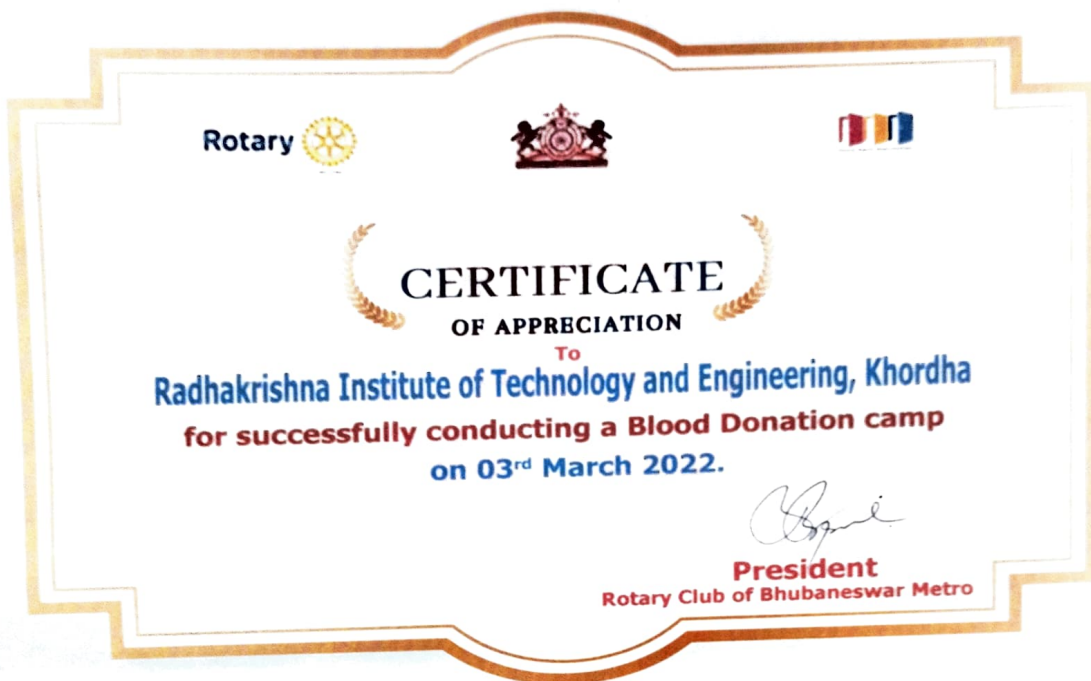 Rotary
CERTIFICATE
OF APPRECIATION
To
Radhakrishna Institute of Technology and Engineering, Khordha
for successfully conducting a Blood Donation camp
on 03rd March 2022.
President
Rotary Club of Bhubaneswar Metro